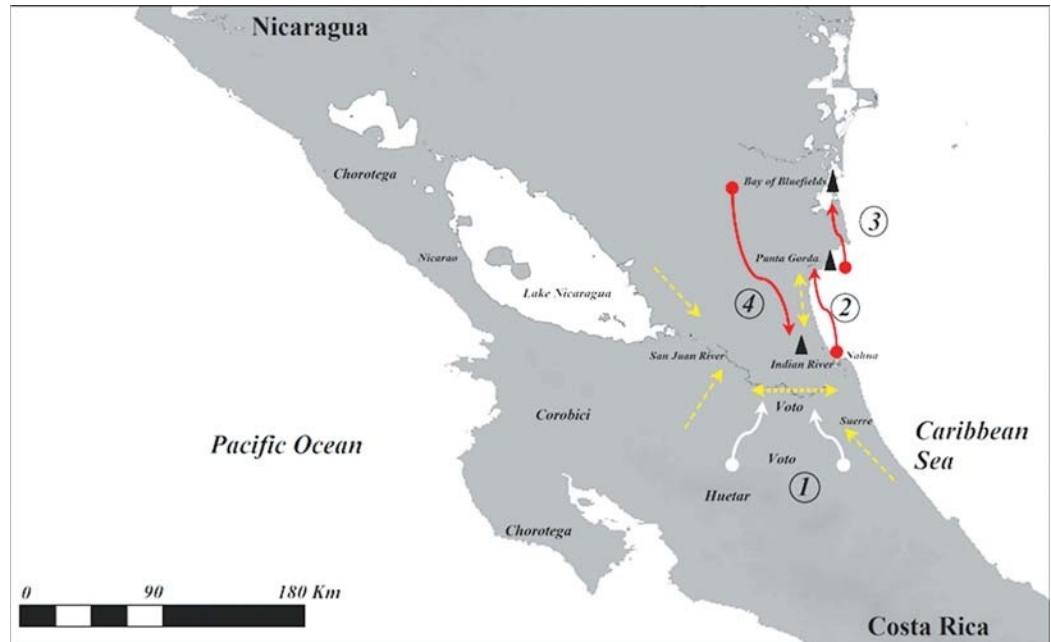 Nicaragua
Chorotega
Bay of Bluefields
3
Nicarao
Punta Gorda
Lake Nicaragua
4
2
San Juan River
Indian River
Nahua
Corobici
Voto
Suerre
Pacific Ocean
Caribbean
Sea
Voto
1
Huetar
Chorotega
0 90 180 Km
Costa Rica